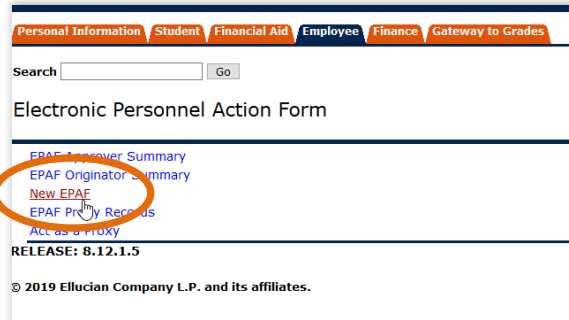 Personal Information Student Financial Aid Employee Finance Gateway to Grades
Search Go
Electronic Personnel Action Form
EPAF Approver Summary
EPAF Originator Summary
New EPAF
EPAF Proxy Records
Act as a Proxy
RELEASE: 8.12.1.5
© 2019 Ellucian Company L.P. and its affiliates.